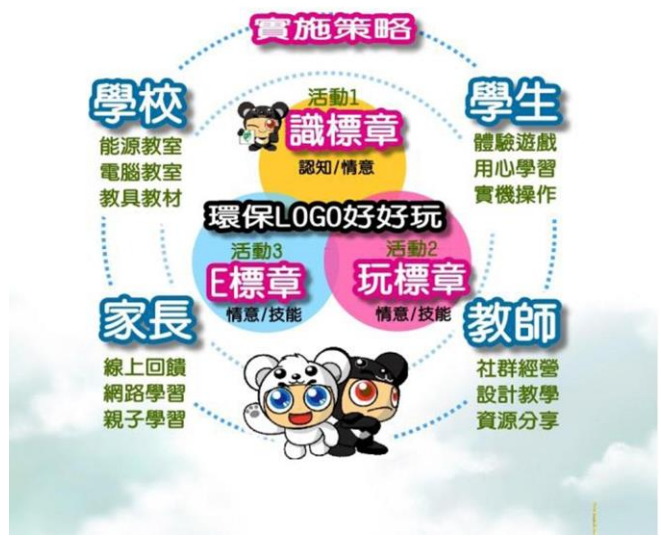 實施策略
學校
能源教室
電腦教室
教具教材
活動1
識標章
認知/情意
學生
體驗遊戲
用心學習
實機操作
環保LOGO好好玩
活動3
E標章
情意/技能
活動2
玩標章
情意/技能
家長
線上回饋
網路學習
親子學習
教師
社群經營
設計教學
資源分享